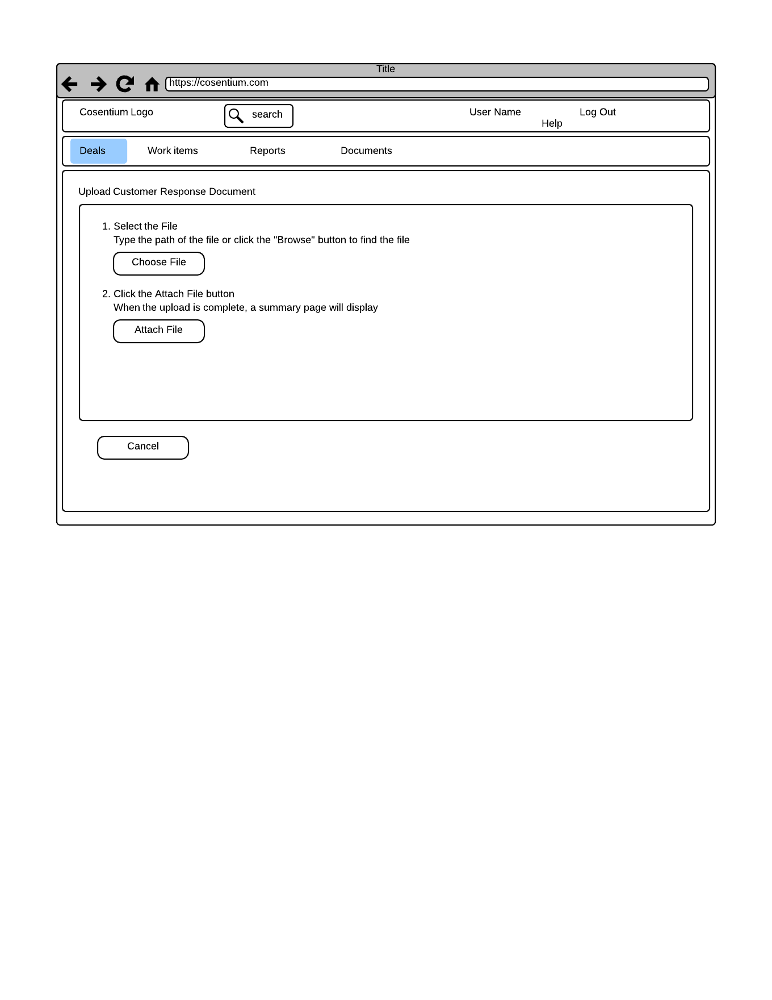 Title
https://cosentium.com
Cosentium Logo
search
User Name
Log Out
Help
Deals
Work items
Reports
Documents
Upload Customer Response Document
1. Select the File
Type the path of the file or click the "Browse" button to find the file
Choose File
2. Click the Attach File button
When the upload is complete, a summary page will display
Attach File
Cancel